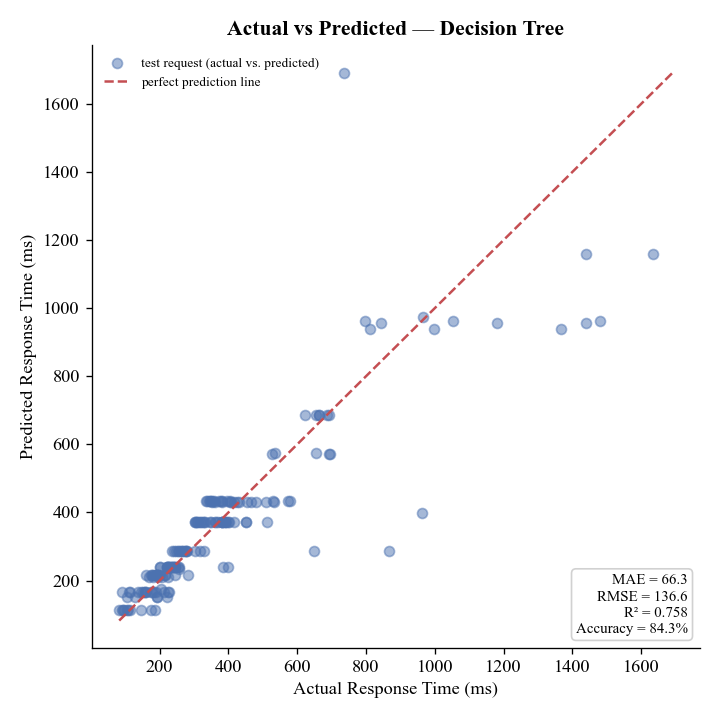 Actual vs Predicted — Decision Tree
test request (actual vs. predicted)
perfect prediction line
1600
1400
1200
1000
800
600
400
200
Predicted Response Time (ms)
MAE = 66.3
RMSE = 136.6
R² = 0.758
Accuracy = 84.3%
200 400 600 800 1000 1200 1400 1600
Actual Response Time (ms)